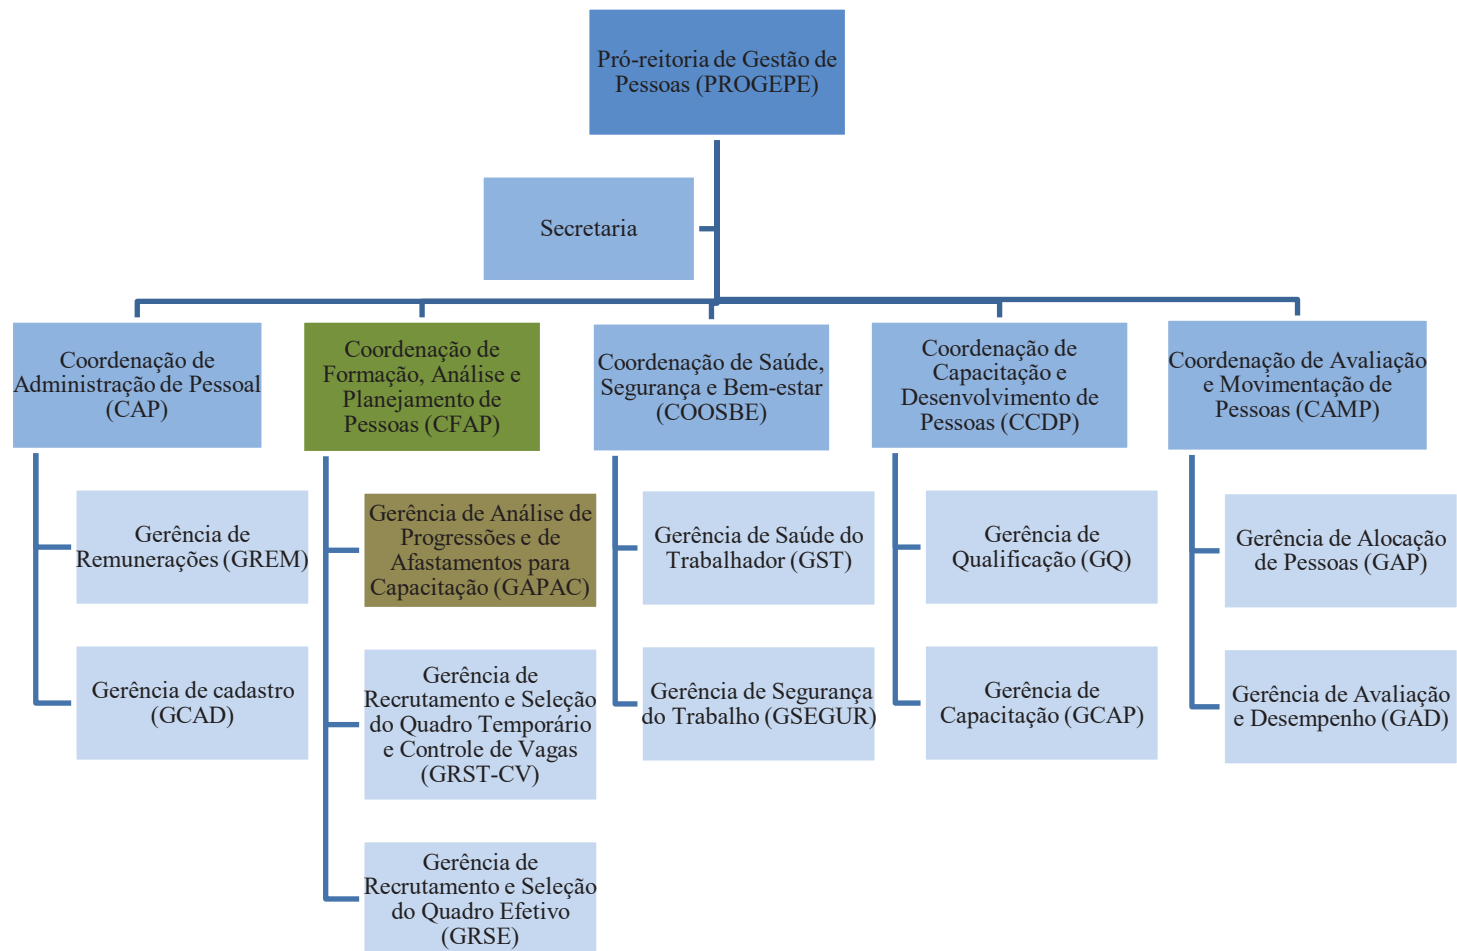 Pró-reitoria de Gestão de
Pessoas (PROGEPE)
Secretaria
Coordenação de
Administração de Pessoal
(CAP)
Coordenação de
Formação, Análise e
Planejamento de
Pessoas (CFAP)
Coordenação de Saúde,
Segurança e Bem-estar
(COOSBE)
Coordenação de
Capacitação e
Desenvolvimento de
Pessoas (CCDP)
Coordenação de Avaliação
e Movimentação de
Pessoas (CAMP)
Gerência de
Remunerações (GREM)
Gerência de Análise de
Progressões e de
Afastamentos para
Capacitação (GAPAC)
Gerência de Saúde do
Trabalhador (GST)
Gerência de
Qualificação (GQ)
Gerência de Alocação
de Pessoas (GAP)
Gerência de cadastro
(GCAD)
Gerência de
Recrutamento e Seleção
do Quadro Temporário
e Controle de Vagas
(GRST-CV)
Gerência de Segurança
do Trabalho (GSEGUR)
Gerência de
Capacitação (GCAP)
Gerência de Avaliação
e Desempenho (GAD)
Gerência de
Recrutamento e Seleção
do Quadro Efetivo
(GRSE)